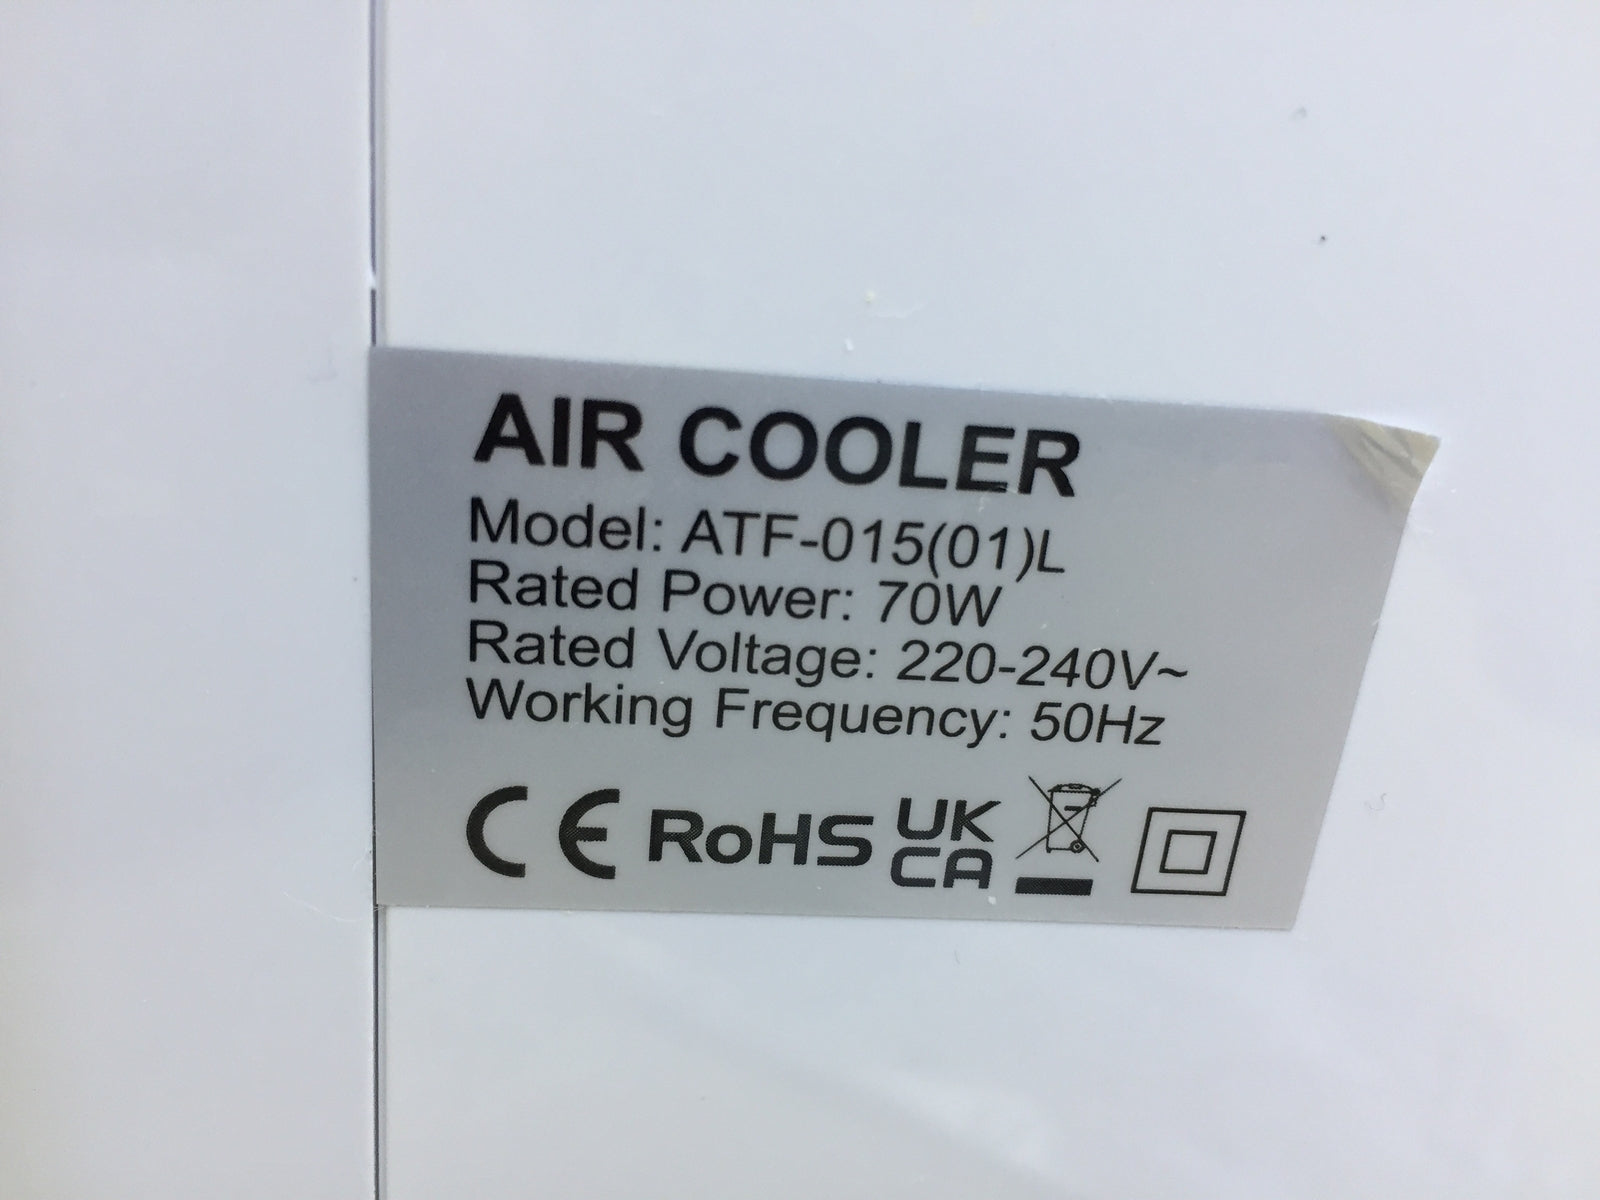 AIR COOLER
Model: ATF-015(01)L
Rated Power: 70W
Rated Voltage: 220-240V~
Working Frequency: 50Hz
CE RoHS UK
CA